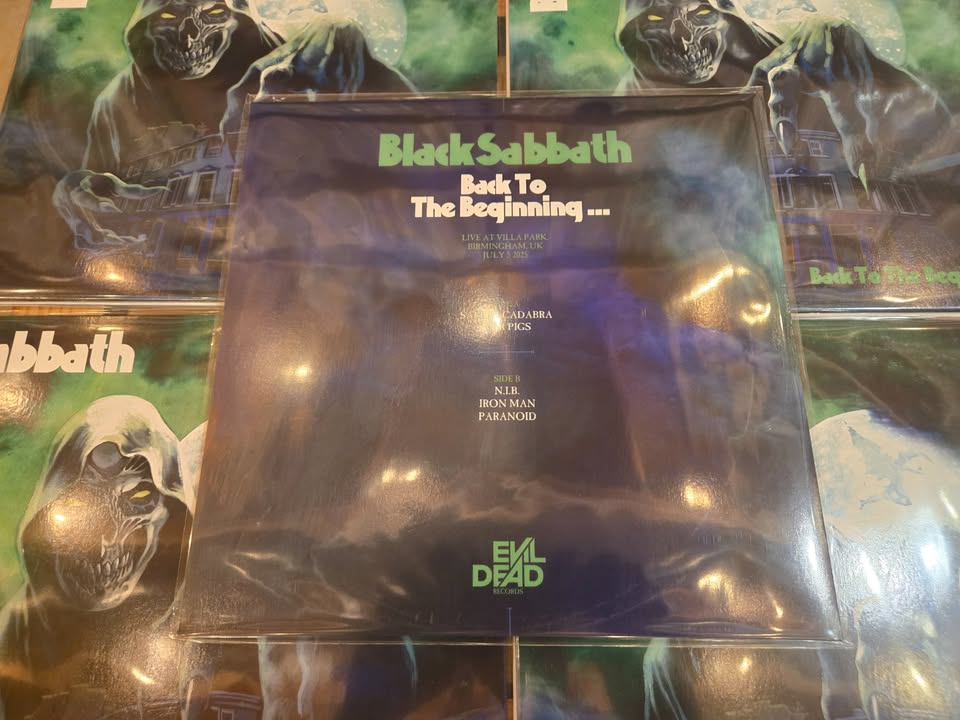 Back To The Beg
abbath
Black Sabbath
Back To
The Beginning ...
LIVE AT VILLA PARK,
BIRMINGHAM, UK
JULY 5 2025
CADABRA
PIGS
SIDE B
N.I.B.
IRON MAN
PARANOID
EVIL
DEAD
RECORDS